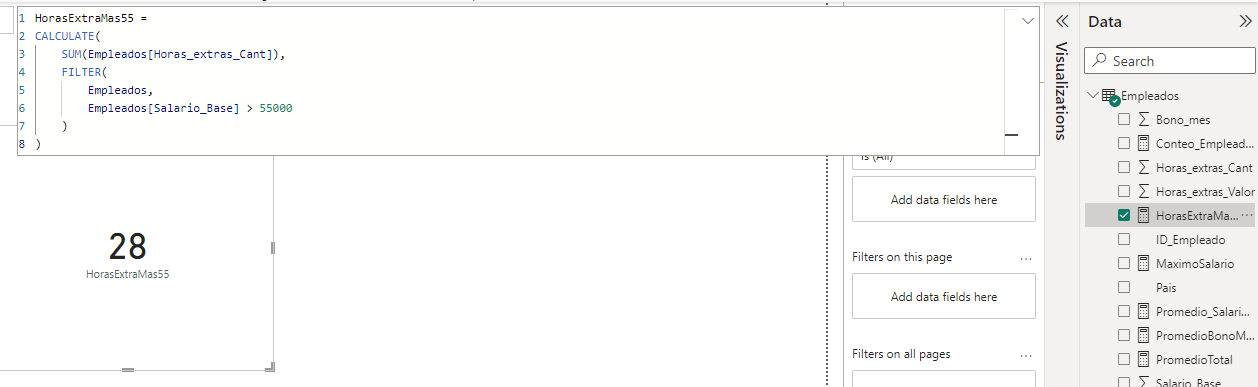 1 HorasExtraMas55 =
2 CALCULATE(
3 SUM(Empleados[Horas_extras_Cant]),
4 FILTER(
5 Empleados,
6 Empleados[Salario_Base] > 55000
7 )
8 )
28
HorasExtraMas55
is (All)
Add data fields here
Filters on this page ...
Add data fields here
Filters on all pages ...
Visualizations
Data
Search
Empleados
Bono_mes
Conteo_Emplead...
Horas_extras_Cant
Horas_extras_Valor
HorasExtraMa... ...
ID_Empleado
MaximoSalario
Pais
Promedio_Salari...
PromedioBonoM...
PromedioTotal
Salario_Base